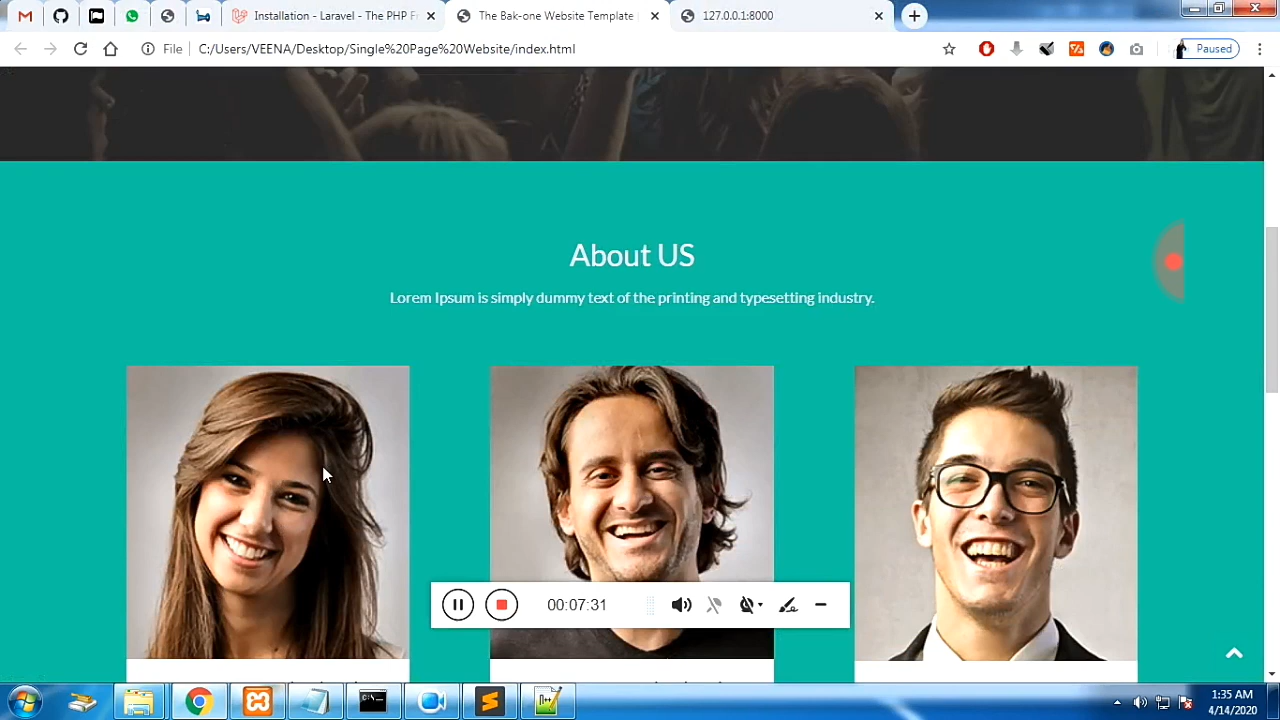 Installation - Laravel - The PHP F
The Bak-one Website Template
127.0.0.1:8000
File
C:/Users/VEENA/Desktop/Simple%20Page%20Website/index.html
Paused
About US
Lorem Ipsum is simply dummy text of the printing and typesetting industry.
00:07:31
1:35 AM
4/14/2020